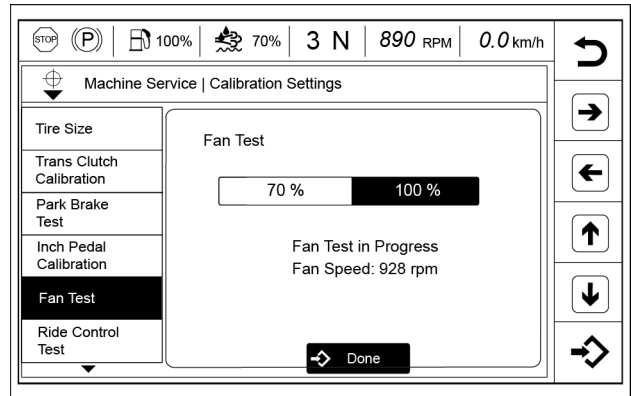 STOP P 100% 70% 3 N 890 RPM 0.0 km/h
Machine Service | Calibration Settings
Tire Size
Trans Clutch
Calibration
Park Brake
Test
Inch Pedal
Calibration
Fan Test
Ride Control
Test
Fan Test
70 % 100 %
Fan Test in Progress
Fan Speed: 928 rpm
Done